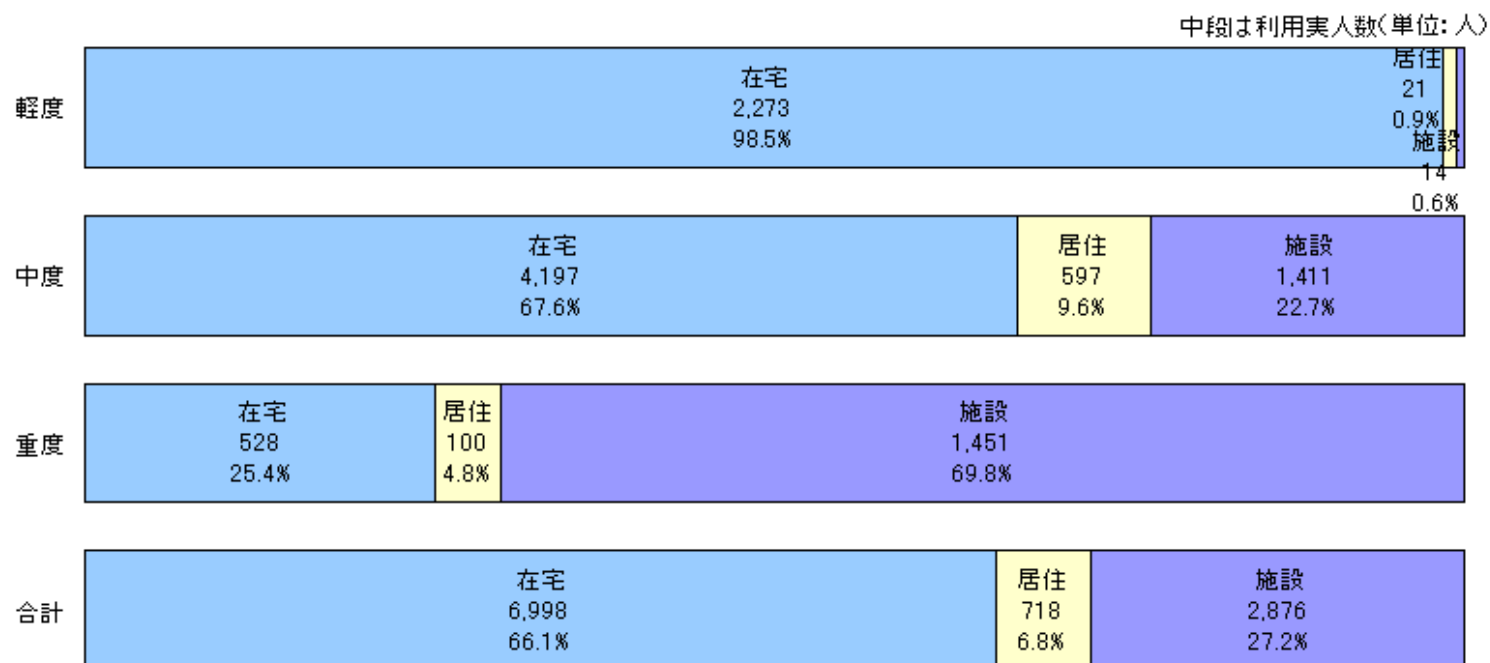 中段は利用実人数(単位: 人)
軽度
在宅
2,273
98.5%
居住
21
0.9%
施設
14
0.6%
中度
在宅
4,197
67.6%
居住
597
9.6%
施設
1,411
22.7%
重度
在宅
528
25.4%
居住
100
4.8%
施設
1,451
69.8%
合計
在宅
6,998
66.1%
居住
718
6.8%
施設
2,876
27.2%